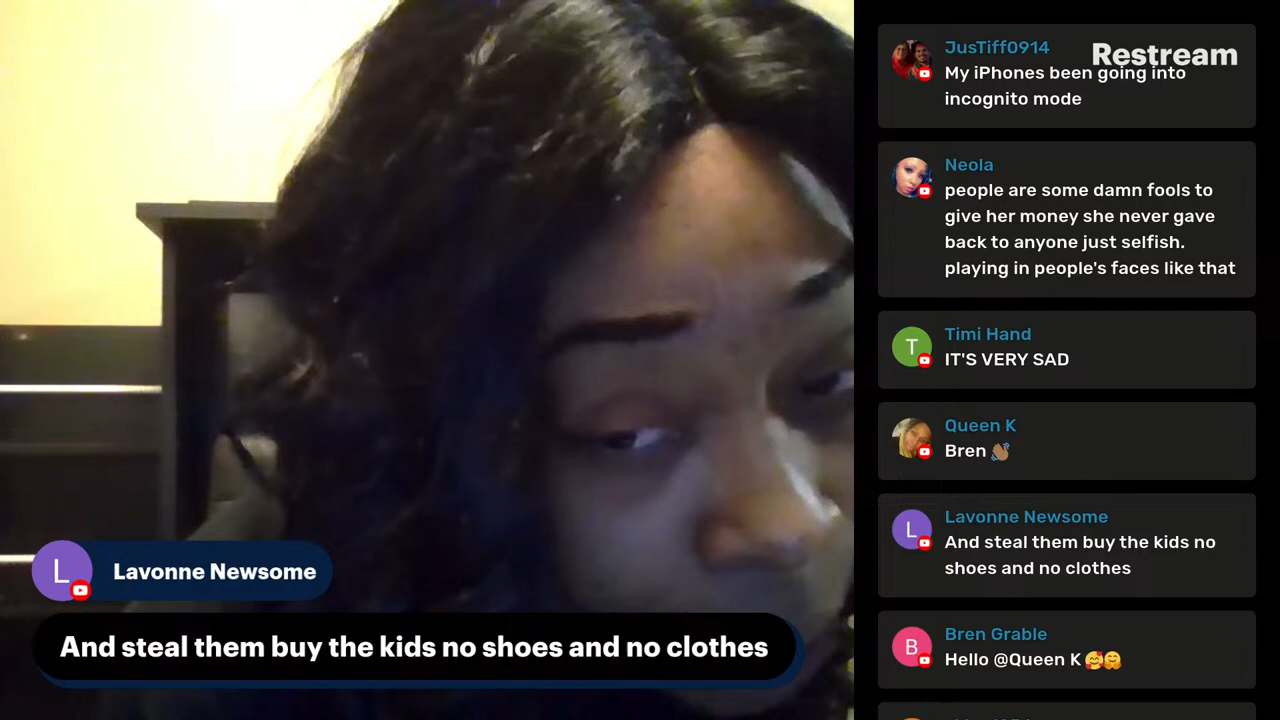 JusTiff0914
Restream
My iPhones been going into
incognito mode
Neola
people are some damn fools to
give her money she never gave
back to anyone just selfish.
playing in people's faces like that
Timi Hand
T
IT'S VERY SAD
Queen K
Bren 👋🏾
Lavonne Newsome
L
And steal them buy the kids no
shoes and no clothes
Bren Grable
B
Hello @Queen K 🥰🤗
L
Lavonne Newsome
And steal them buy the kids no shoes and no clothes